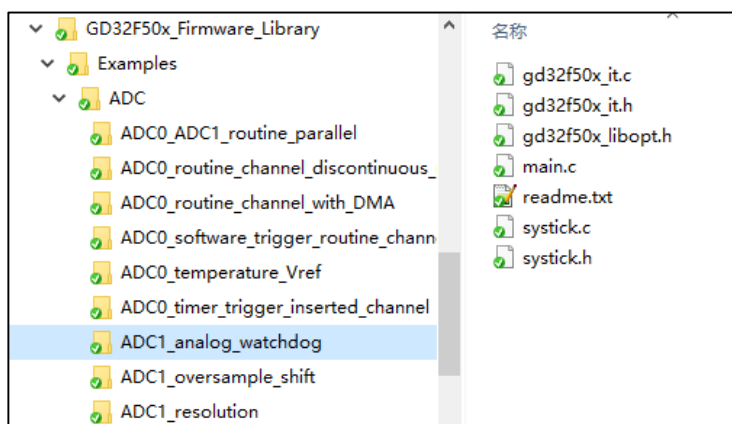 GD32F50x_Firmware_Library
Examples
ADC
ADC0_ADC1_routine_parallel
ADC0_routine_channel_discontinuous_
ADC0_routine_channel_with_DMA
ADC0_software_trigger_routine_chann
ADC0_temperature_Vref
ADC0_timer_trigger_inserted_channel
ADC1_analog_watchdog
ADC1_oversample_shift
ADC1_resolution
名称
gd32f50x_it.c
gd32f50x_it.h
gd32f50x_libopt.h
main.c
readme.txt
systick.c
systick.h